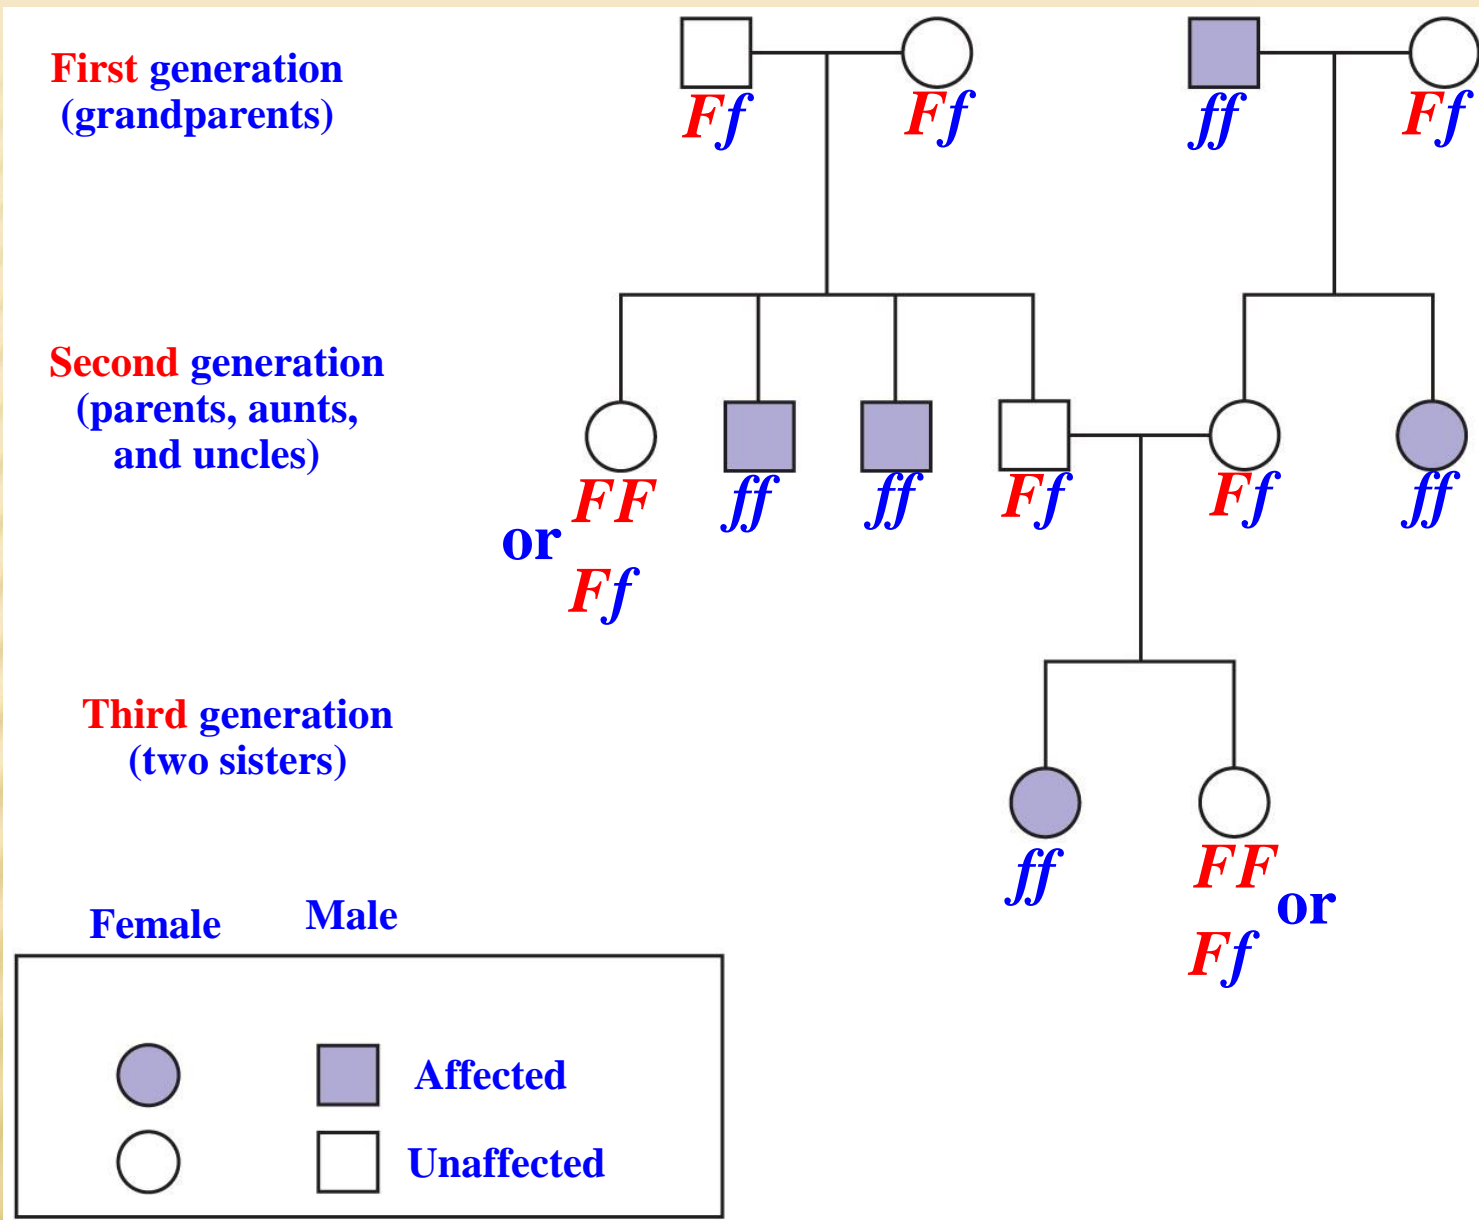 First generation
(grandparents)
Ff Ff ff Ff
Second generation
(parents, aunts,
and uncles)
FF ff ff Ff Ff ff
or
Ff
Third generation
(two sisters)
ff FF
or
Ff
Female Male
Affected
Unaffected